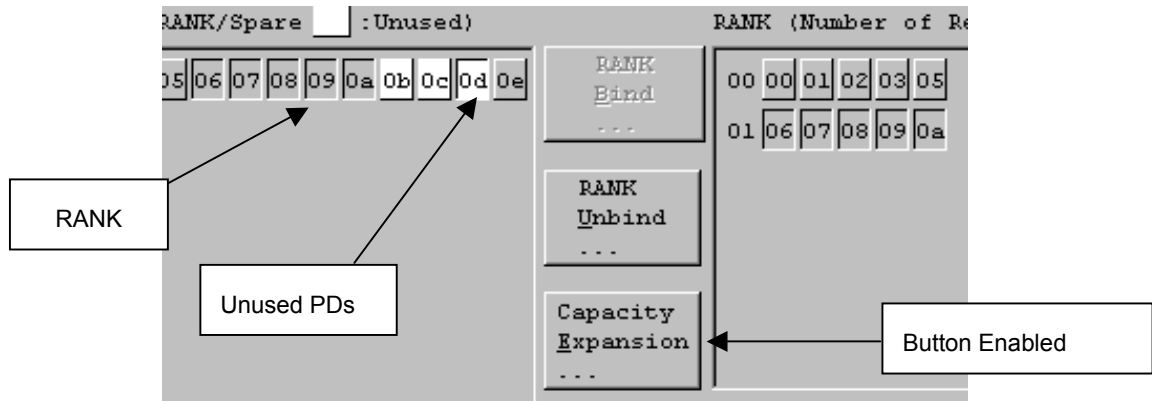 RANK/Spare :Unused)
RANK (Number of
05 06 07 08 09 0a 0b 0c 0d 0e
RANK
Bind
...
00 00 01 02 03 05
01 06 07 08 09 0a
RANK
Unbind
...
RANK
Unused PDs
Capacity
Expansion
...
Button Enabled